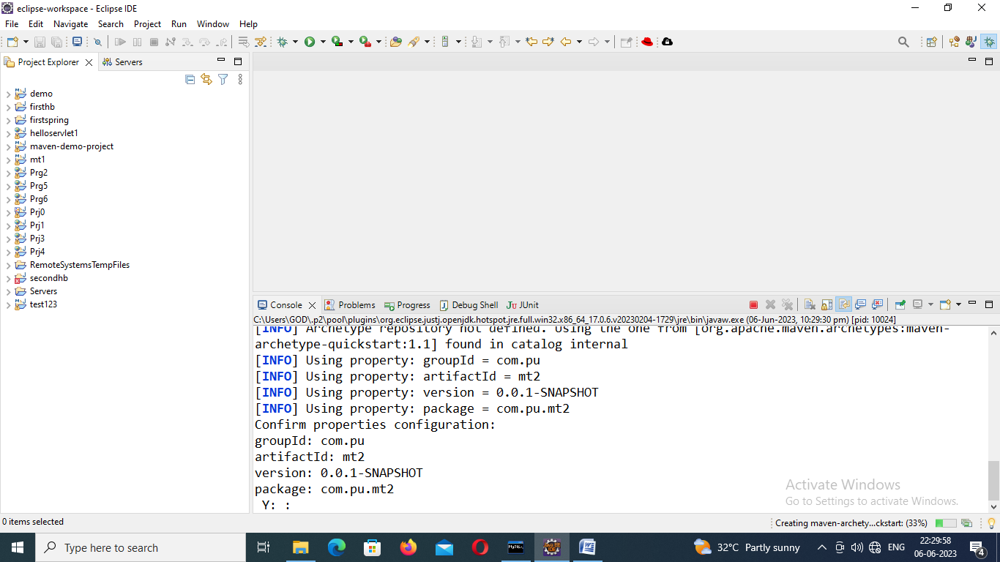 eclipse-workspace - Eclipse IDE
File Edit Navigate Search Project Run Window Help
Project Explorer
Servers
demo
firsthb
firstspring
helloservlet1
maven-demo-project
mt1
Prg2
Prg5
Prg6
Prj0
Prj1
Prj3
Prj4
RemoteSystemsTempFiles
secondhb
Servers
test123
Console Problems Progress Debug Shell Ju JUnit
C:\Users\GOD\.p2\pool\plugins\org.eclipse.justj.openjdk.hotspot.jre.full.win32.x86_64_17.0.6.v20230204-1729\jre\bin\javaw.exe (06-Jun-2023, 10:29:30 pm) [pid: 10024]
[INFO] Archetype repository not defined. Using the one from [org.apache.maven.archetypes:maven-
archetype-quickstart:1.1] found in catalog internal
[INFO] Using property: groupId = com.pu
[INFO] Using property: artifactId = mt2
[INFO] Using property: version = 0.0.1-SNAPSHOT
[INFO] Using property: package = com.pu.mt2
Confirm properties configuration:
groupId: com.pu
artifactId: mt2
version: 0.0.1-SNAPSHOT
package: com.pu.mt2
Y: :
Activate Windows
Go to Settings to activate Windows.
0 items selected
Creating maven-archety...ckstart: (33%)
Type here to search
32°C Partly sunny
ENG
22:29:58
06-06-2023
4